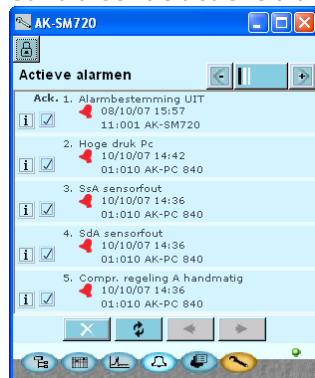 AK-SM720
Actieve alarmen
Ack. 1. Alarmbestemming UIT
08/10/07 15:57
11:001 AK-SM720
2. Hoge druk Pc
10/10/07 14:42
01:010 AK-PC 840
3. SsA sensorfout
10/10/07 14:36
01:010 AK-PC 840
4. SdA sensorfout
10/10/07 14:36
01:010 AK-PC 840
5. Compr. regeling A handmatig
10/10/07 14:36
01:010 AK-PC 840